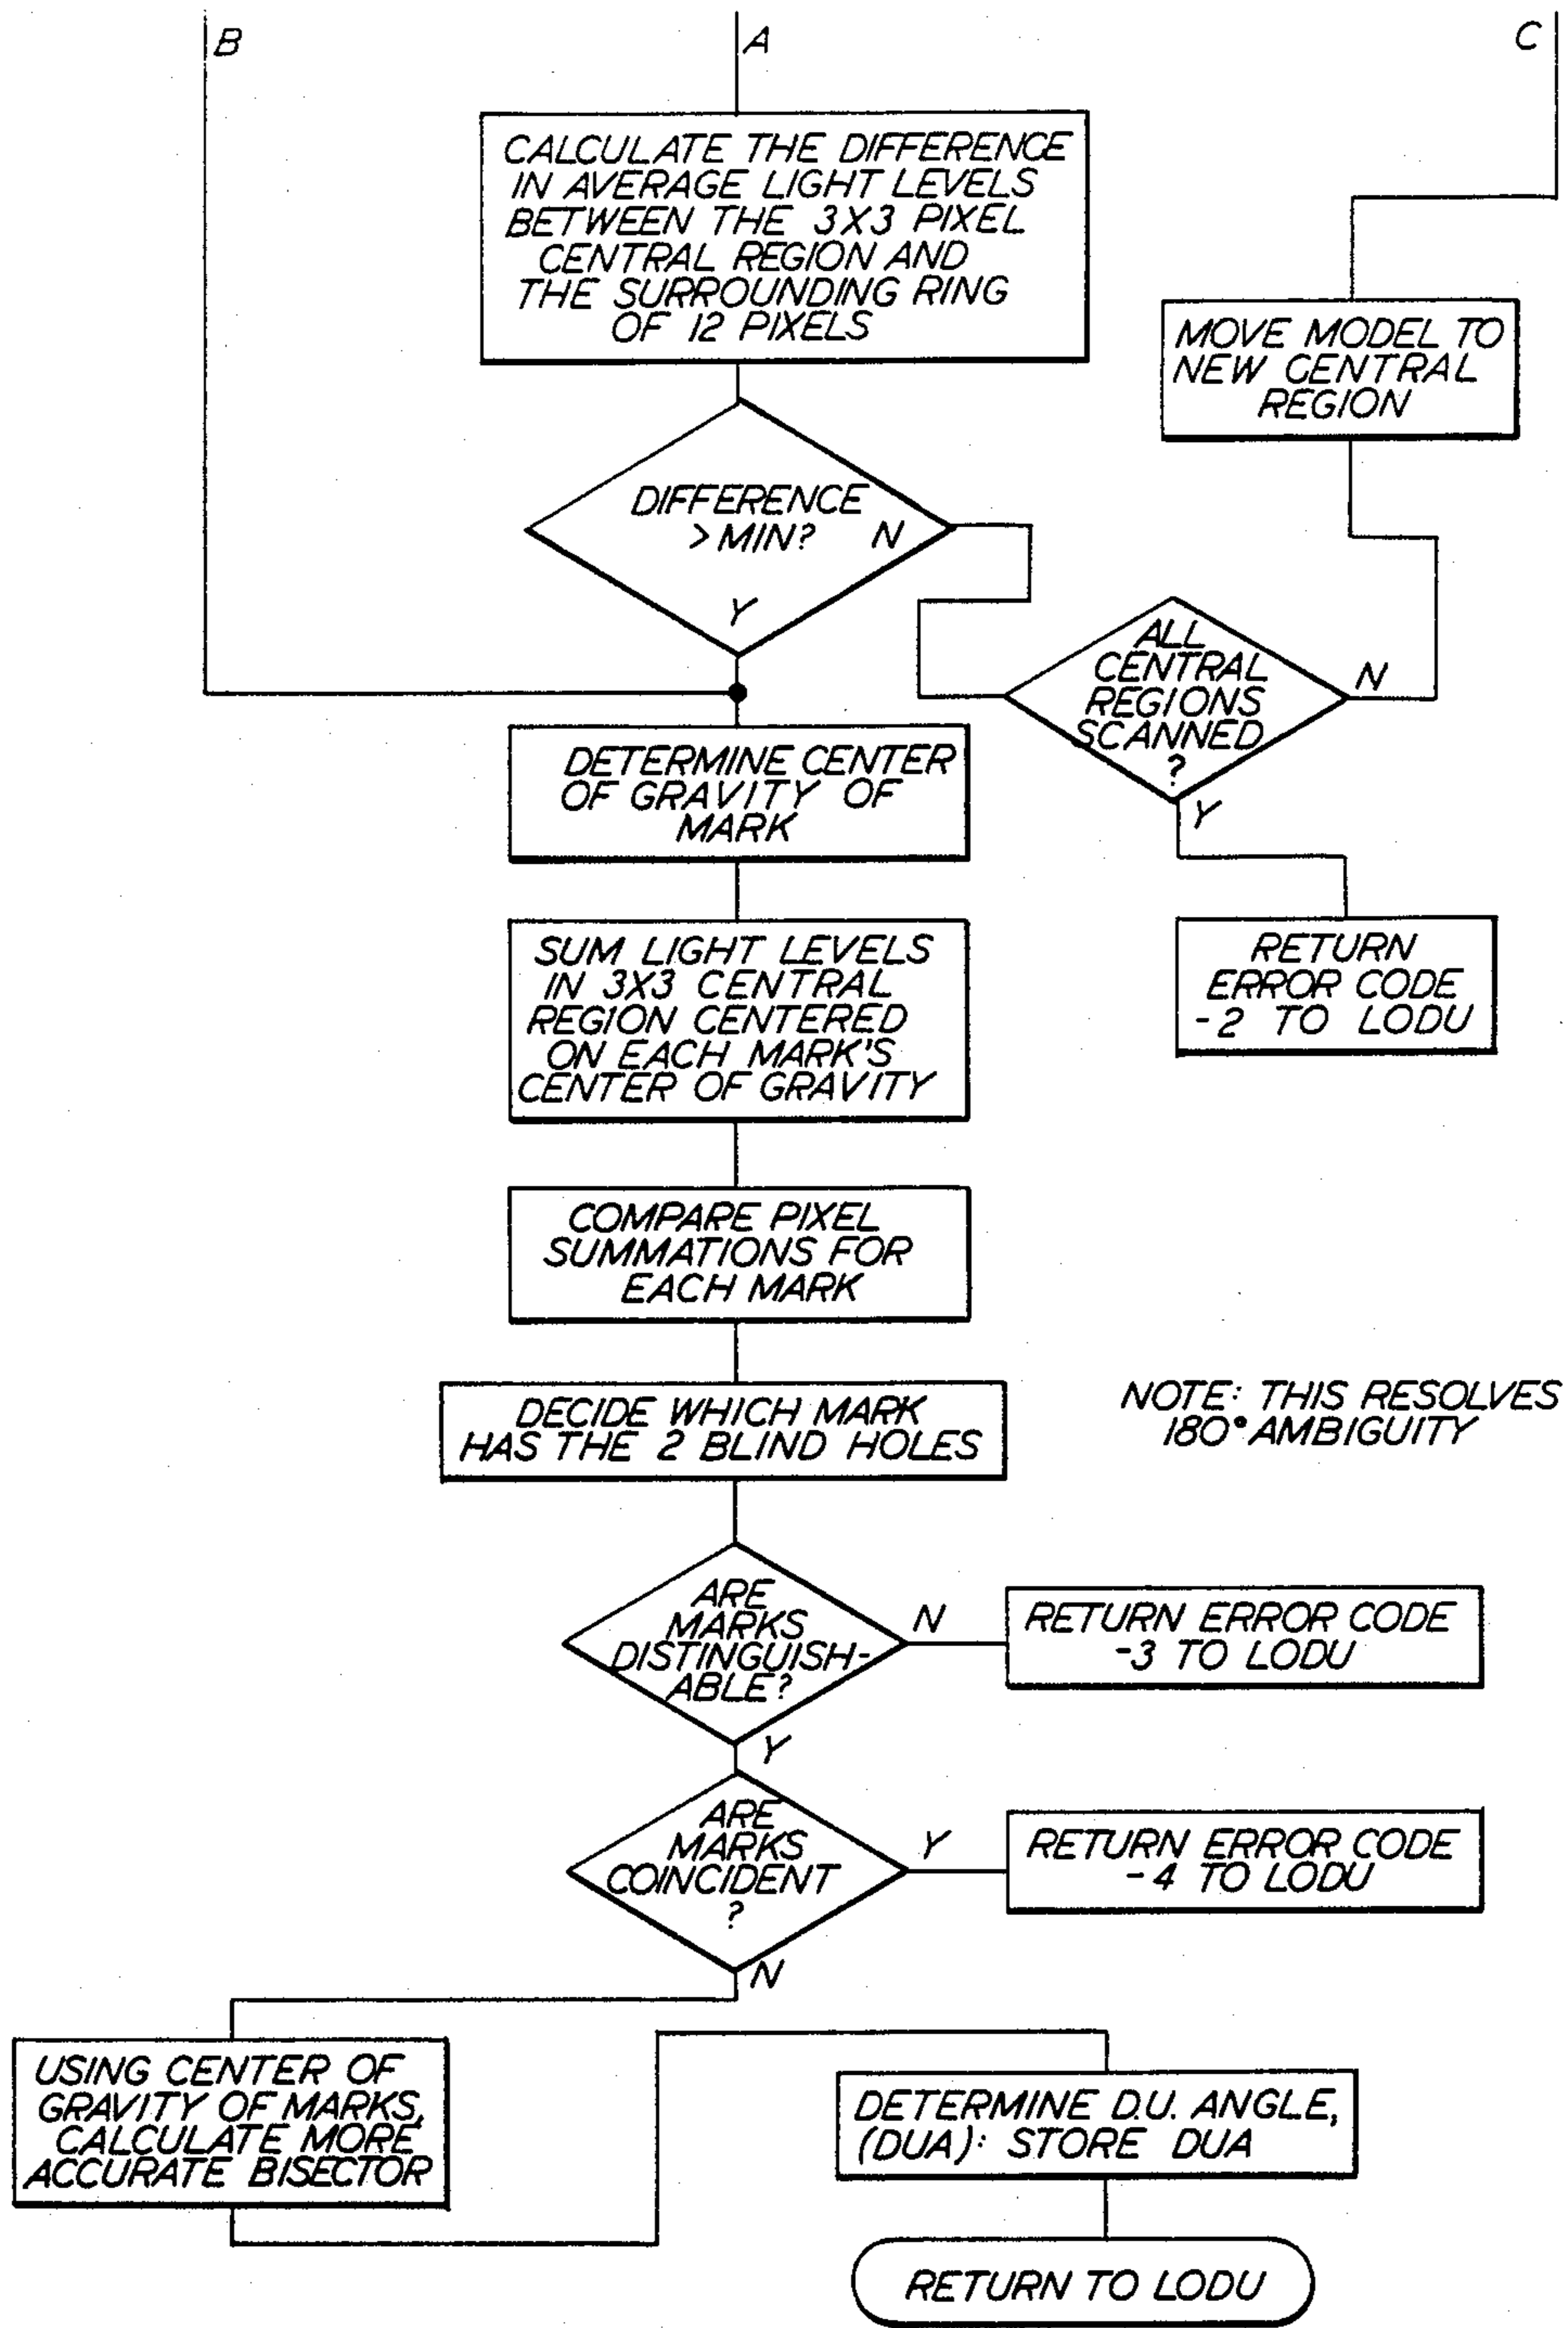 B
A
C
CALCULATE THE DIFFERENCE
IN AVERAGE LIGHT LEVELS
BETWEEN THE 3X3 PIXEL
CENTRAL REGION AND
THE SURROUNDING RING
OF 12 PIXELS
MOVE MODEL TO
NEW CENTRAL
REGION
DIFFERENCE
> MIN?
N
Y
ALL
CENTRAL
REGIONS
SCANNED
?
N
Y
DETERMINE CENTER
OF GRAVITY OF
MARK
RETURN
ERROR CODE
-2 TO LODU
SUM LIGHT LEVELS
IN 3X3 CENTRAL
REGION CENTERED
ON EACH MARK'S
CENTER OF GRAVITY
COMPARE PIXEL
SUMMATIONS FOR
EACH MARK
DECIDE WHICH MARK
HAS THE 2 BLIND HOLES
NOTE: THIS RESOLVES
180° AMBIGUITY
ARE
MARKS
DISTINGUISH-
ABLE?
N
RETURN ERROR CODE
-3 TO LODU
Y
ARE
MARKS
COINCIDENT
?
Y
RETURN ERROR CODE
-4 TO LODU
N
USING CENTER OF
GRAVITY OF MARKS,
CALCULATE MORE
ACCURATE BISECTOR
DETERMINE D.U. ANGLE,
(DUA): STORE DUA
RETURN TO LODU